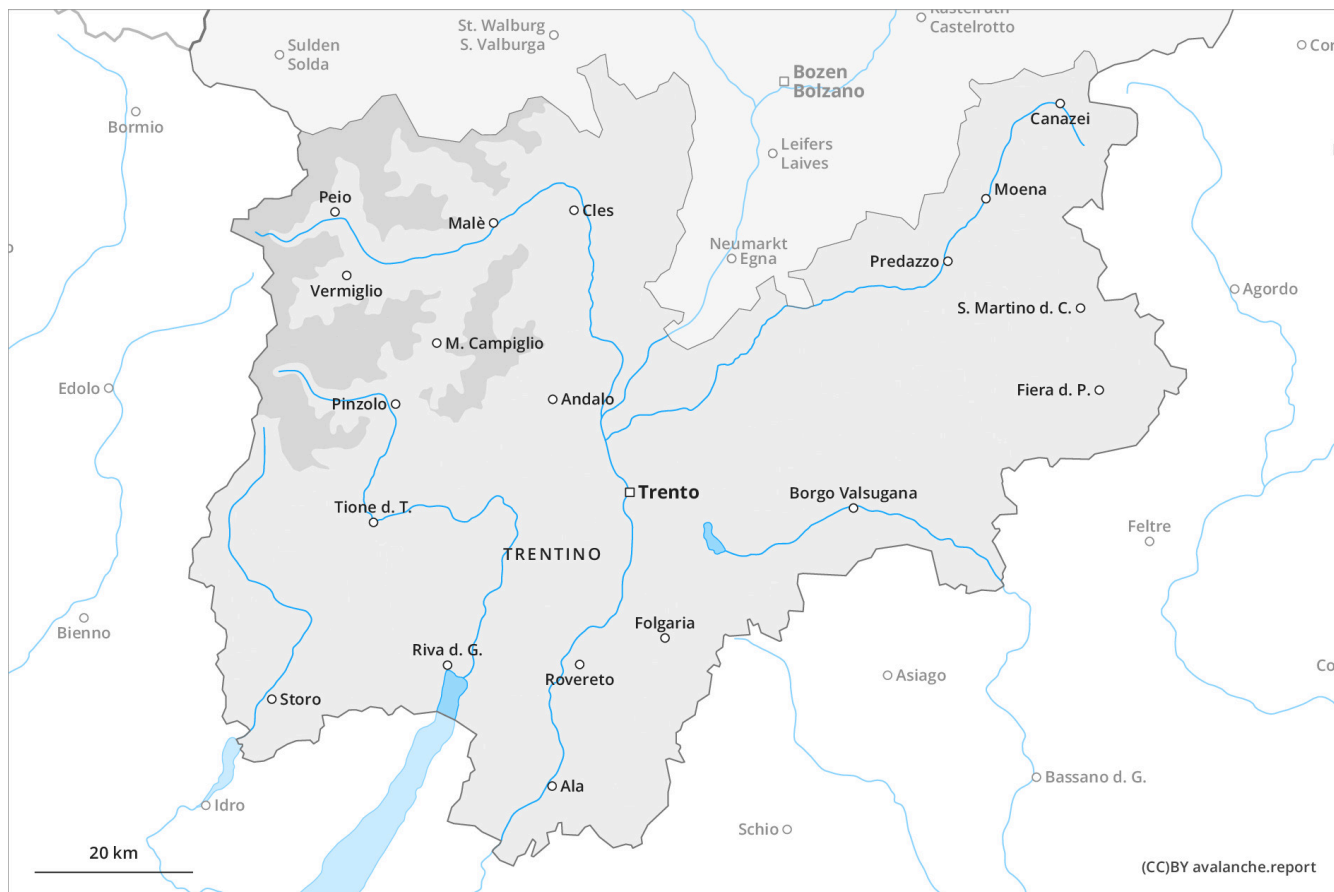 Castelrotto
St. Walburg
S. Valburga
Sulden
Solda
Bozen
Bolzano
Bormio
Canazei
Leifers
Laives
Moena
Peio
Malè
Cles
Neumarkt
Egna
Predazzo
Vermiglio
Agordo
S. Martino d. C.
M. Campiglio
Edolo
Andalo
Fiera d. P.
Pinzolo
Trento
Borgo Valsugana
Tione d. T.
Feltre
TRENTINO
Bienno
Folgaria
Riva d. G.
Rovereto
Asiago
Storo
Bassano d. G.
Ala
Idro
Schio
20 km
(CC)BY avalanche.report